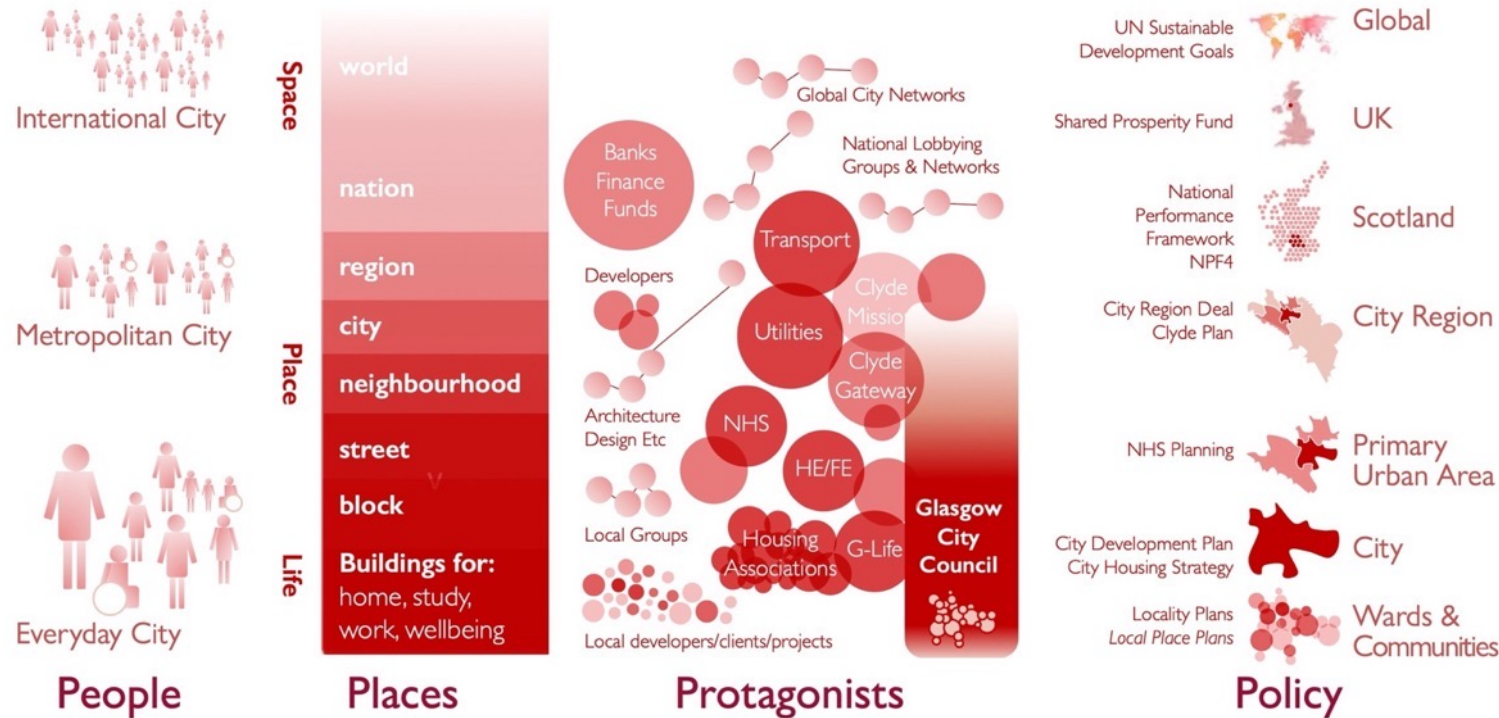 International City
Metropolitan City
Everyday City
People
Space
Place
Life
world
nation
region
city
neighbourhood
street
v
block
Buildings for:
home, study,
work, wellbeing
Places
Global City Networks
Banks
Finance
Funds
National Lobbying
Groups & Networks
Transport
Developers
Clyde
Missio
Utilities
Clyde
Gateway
Architecture
Design Etc
NHS
HE/FE
Local Groups
Housing
Associations
G-Life
Glasgow
City
Council
Local developers/clients/projects
Protagonists
UN Sustainable
Development Goals
Global
Shared Prosperity Fund
UK
National
Performance
Framework
NPF4
Scotland
City Region Deal
Clyde Plan
City Region
NHS Planning
Primary
Urban Area
City Development Plan
City Housing Strategy
City
Locality Plans
Local Place Plans
Wards &
Communities
Policy